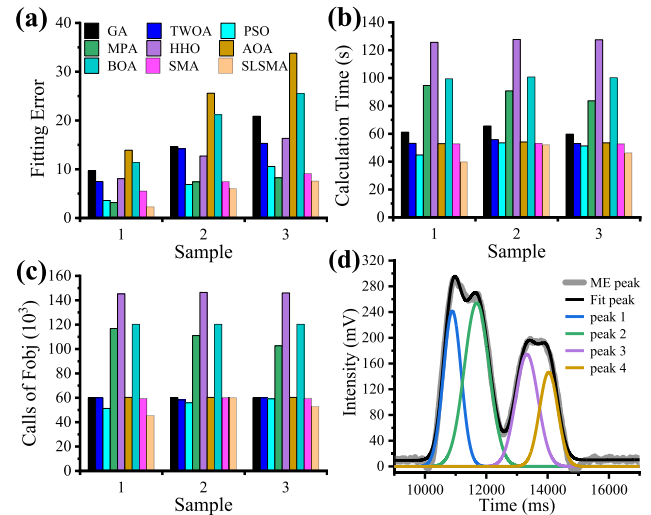 (a)
GA TWOA PSO
MPA HHO AOA
BOA SMA SLSMA
40
30
20
10
0
Fitting Error
1 2 3
Sample
(b)
140
120
100
80
60
40
20
0
Calculation Time (s)
1 2 3
Sample
(c)
160
140
120
100
80
60
40
20
0
Calls of Fobj (10³)
1 2 3
Sample
(d)
320
280
240
200
160
120
80
40
0
Intensity (mV)
ME peak
Fit peak
peak 1
peak 2
peak 3
peak 4
10000 12000 14000 16000
Time (ms)